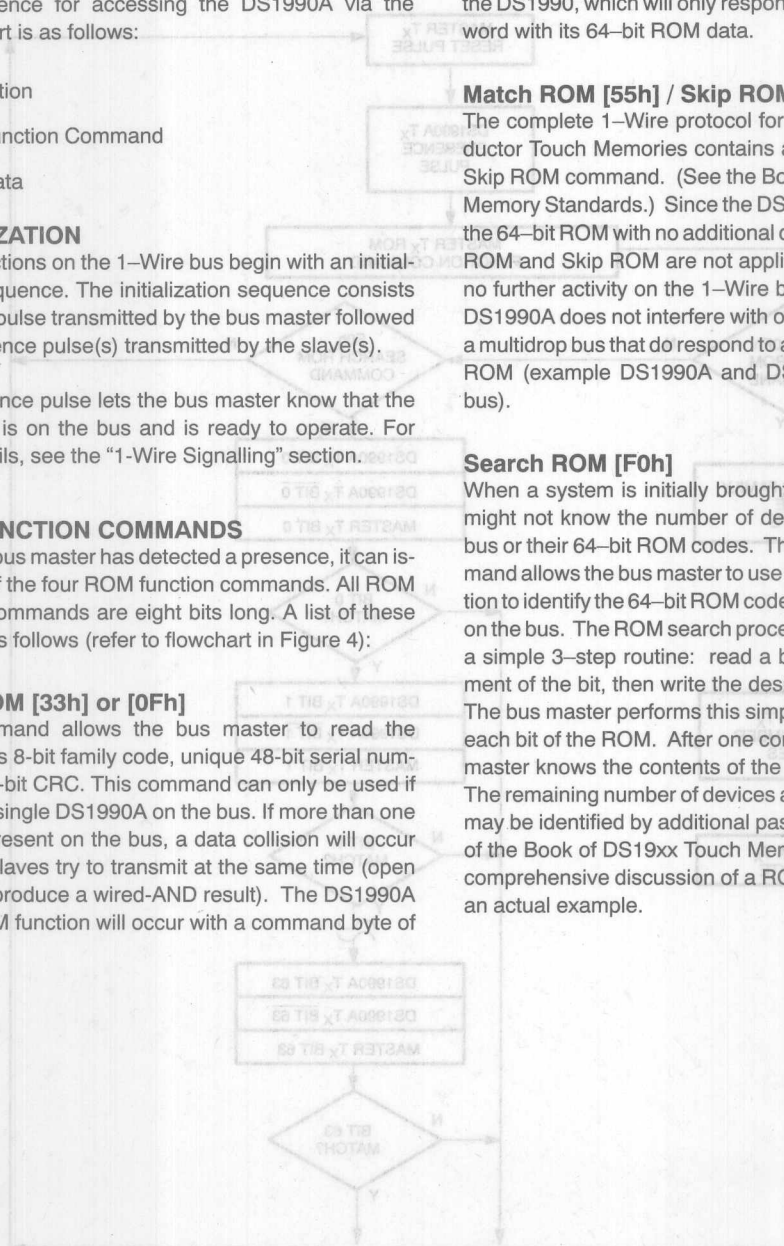 ence for accessing the DS1990A via the
rt is as follows:
tion
unction Command
ata
ZATION
ctions on the 1–Wire bus begin with an initial-
quence. The initialization sequence consists
pulse transmitted by the bus master followed
ence pulse(s) transmitted by the slave(s).
nce pulse lets the bus master know that the
is on the bus and is ready to operate. For
ils, see the “1-Wire Signalling” section.
NCTION COMMANDS
bus master has detected a presence, it can is-
f the four ROM function commands. All ROM
ommands are eight bits long. A list of these
s follows (refer to flowchart in Figure 4):
OM [33h] or [0Fh]
mand allows the bus master to read the
s 8-bit family code, unique 48-bit serial num-
-bit CRC. This command can only be used if
single DS1990A on the bus. If more than one
resent on the bus, a data collision will occur
laves try to transmit at the same time (open
produce a wired-AND result). The DS1990A
M function will occur with a command byte of
the DS1990, which will only respon
word with its 64–bit ROM data.
Match ROM [55h] / Skip ROM
The complete 1–Wire protocol for
ductor Touch Memories contains a
Skip ROM command. (See the Bo
Memory Standards.) Since the DS
the 64–bit ROM with no additional d
ROM and Skip ROM are not appli
no further activity on the 1–Wire b
DS1990A does not interfere with o
a multidrop bus that do respond to a
ROM (example DS1990A and DS
bus).
Search ROM [F0h]
When a system is initially brought
might not know the number of de
bus or their 64–bit ROM codes. Th
mand allows the bus master to use
tion to identify the 64–bit ROM code
on the bus. The ROM search proce
a simple 3–step routine: read a b
ment of the bit, then write the des
The bus master performs this simp
each bit of the ROM. After one com
master knows the contents of the
The remaining number of devices a
may be identified by additional pas
of the Book of DS19xx Touch Mem
comprehensive discussion of a RO
an actual example.